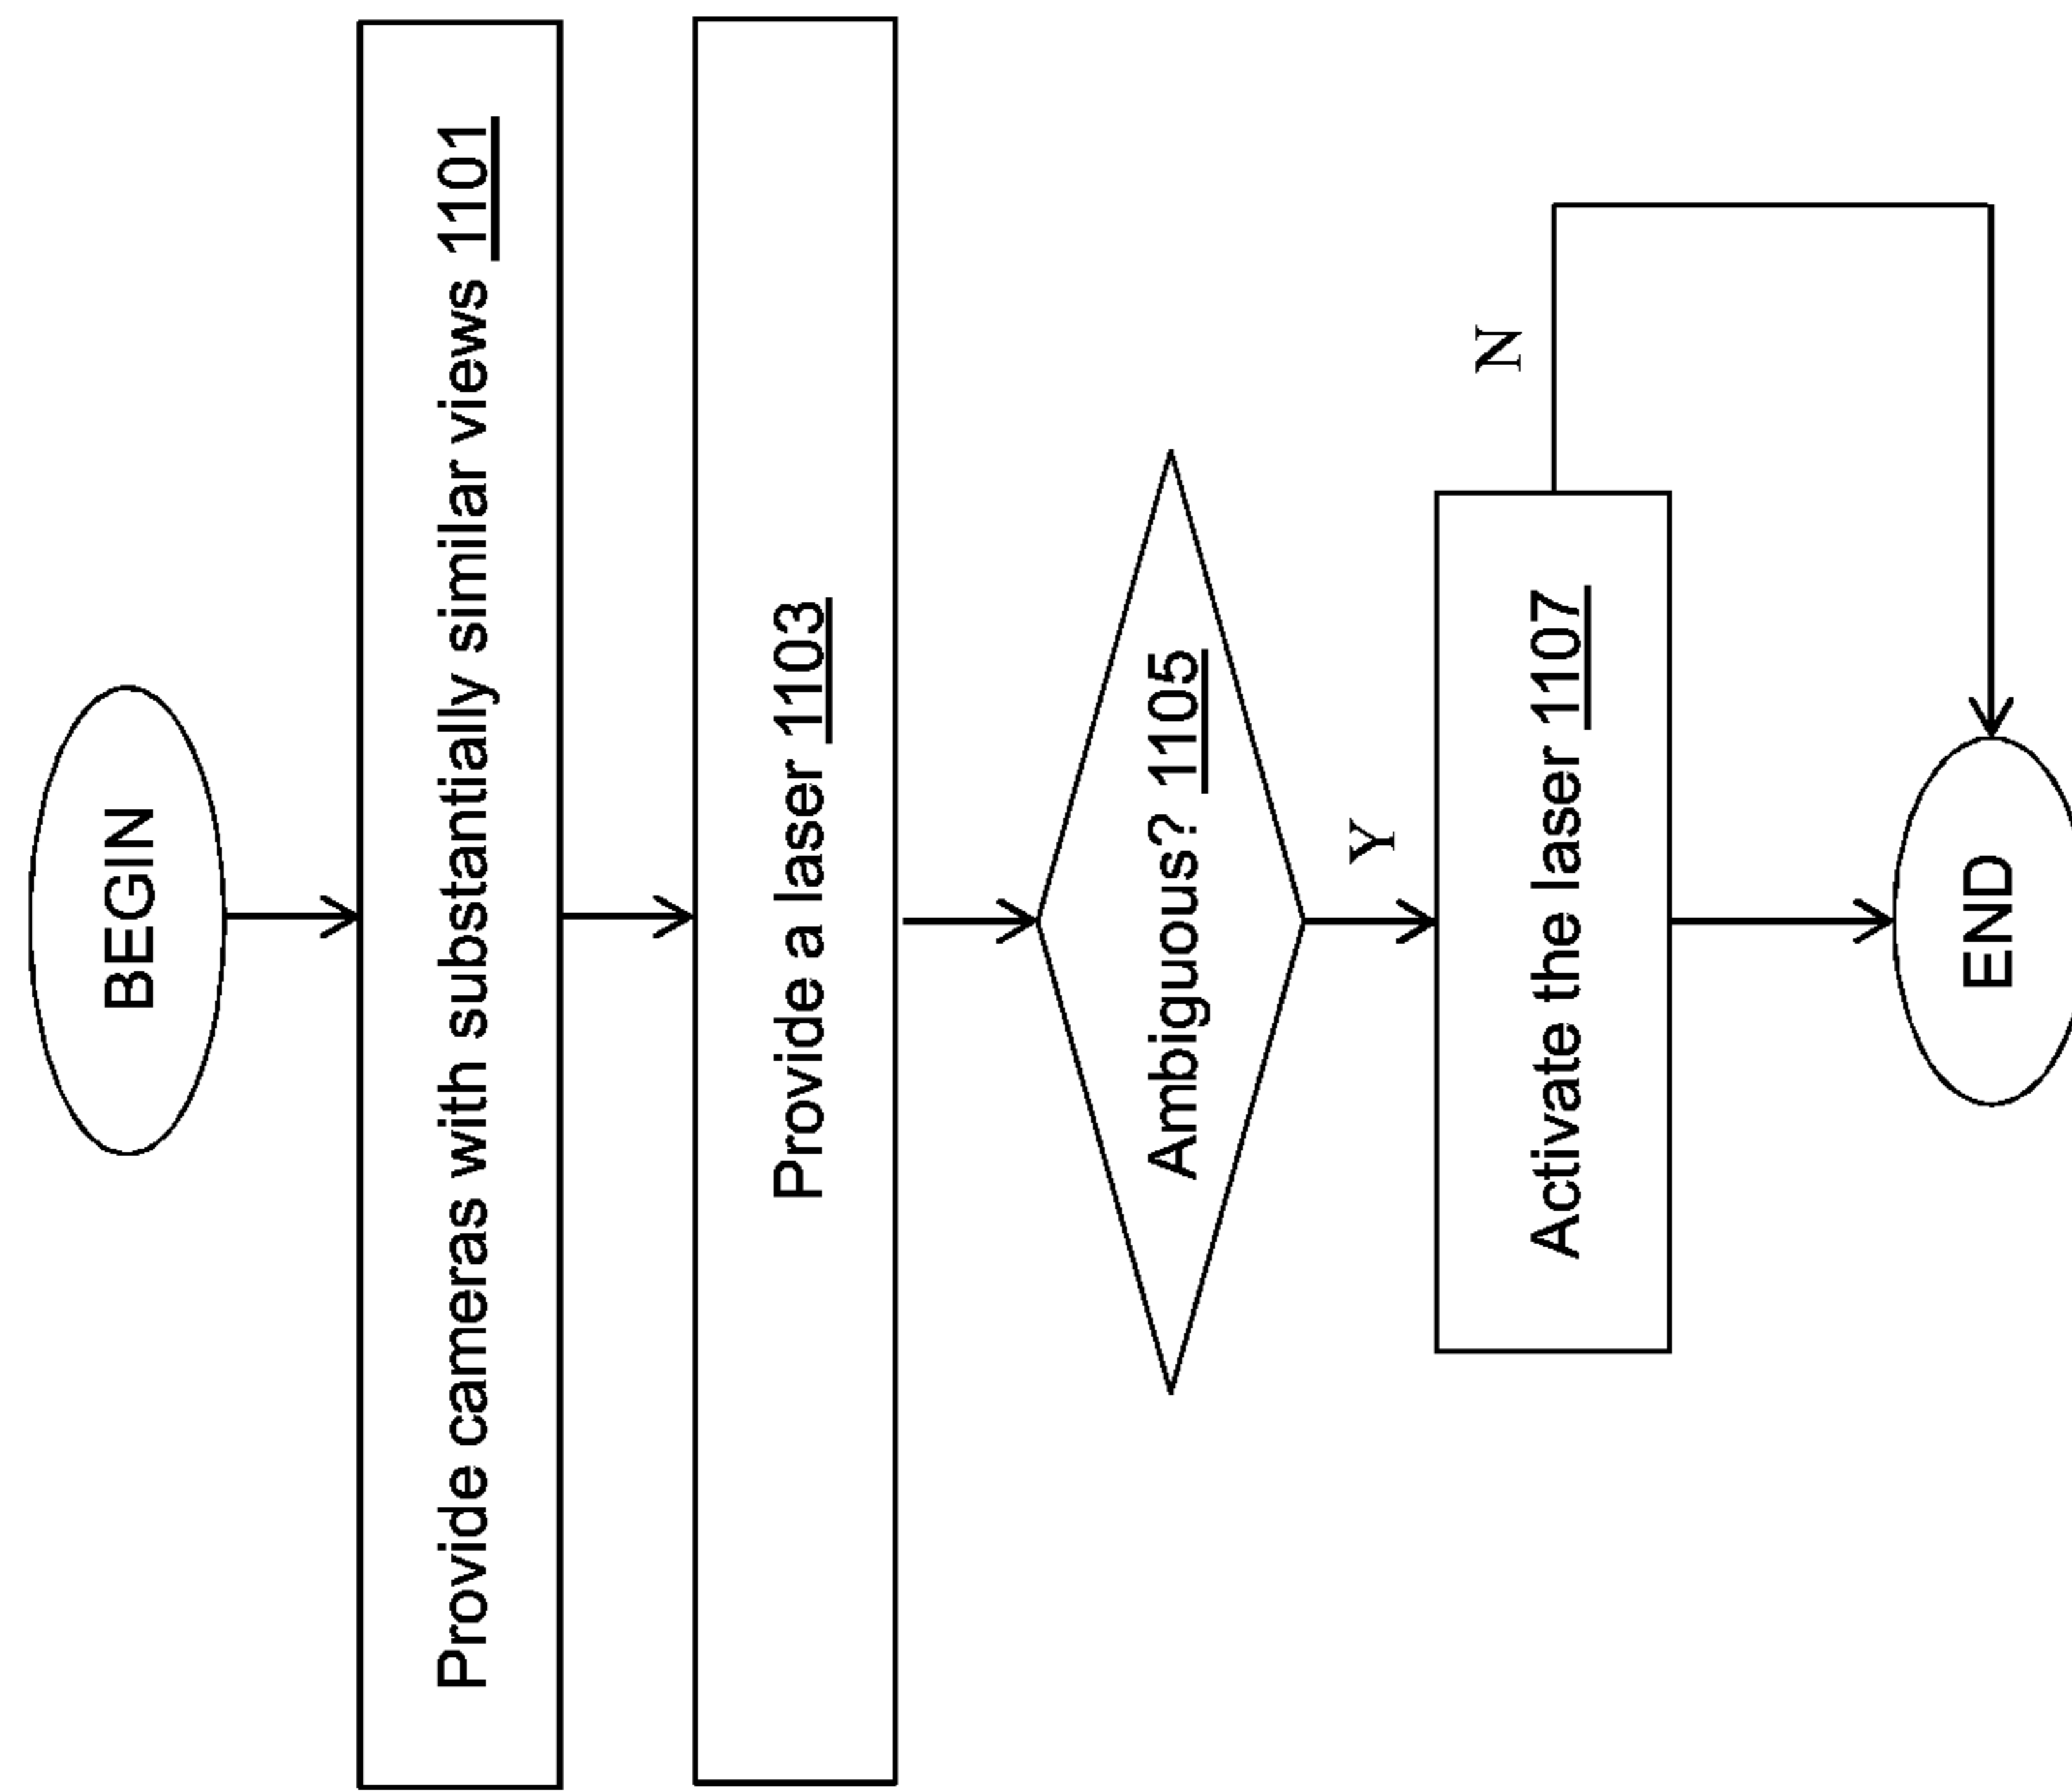 BEGIN
Provide cameras with substantially similar views 1101
Provide a laser 1103
Ambiguous? 1105
Y
N
Activate the laser 1107
END